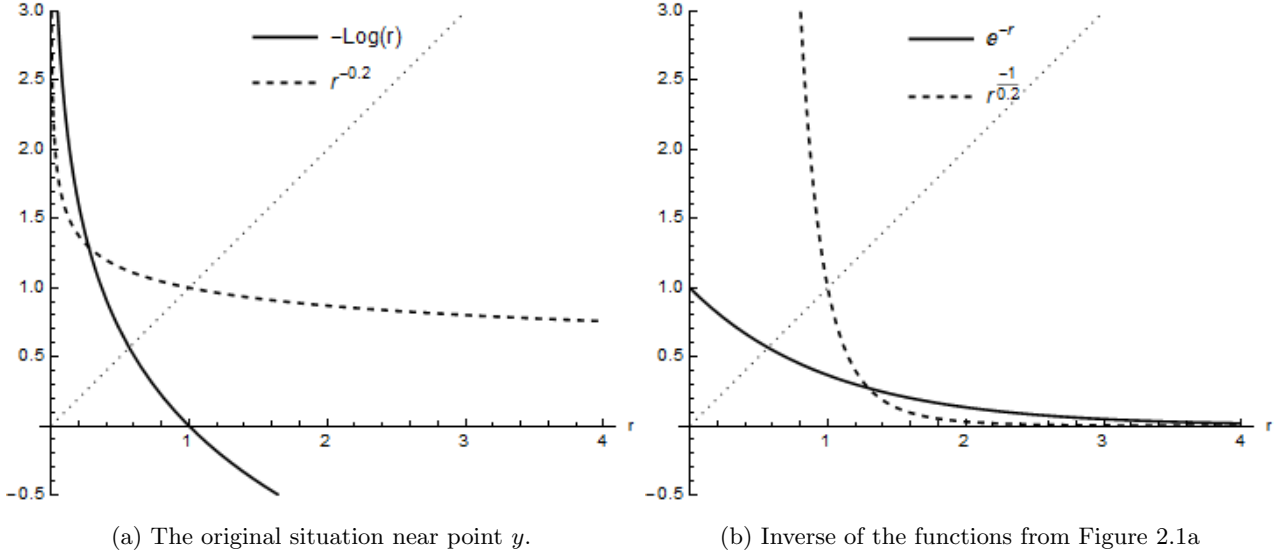 3.0
2.5
2.0
1.5
1.0
0.5
−0.5
1
2
3
4
r
−Log(r)
r^{−0.2}
(a) The original situation near point y.
3.0
2.5
2.0
1.5
1.0
0.5
−0.5
1
2
3
4
r
e^{−r}
r^{\frac{−1}{0.2}}
(b) Inverse of the functions from Figure 2.1a